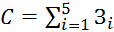 C = ∑_{i=1}^{5} 3_i